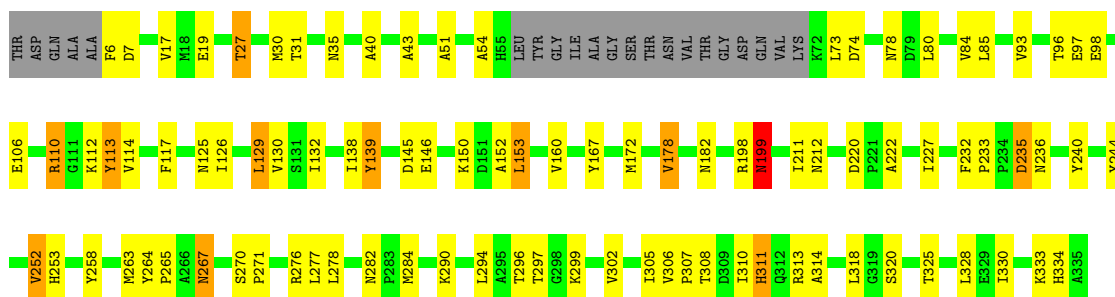 THR ASP GLN ALA ALA F6 D7 V17 M18 E19 T27 M30 T31 N35 A40 A43 A51 A54 H55 LEU TYR GLY ILE ALA GLY SER THR ASN VAL THR GLY ASP GLN VAL LYS K72 L73 D74 N78 D79 L80 V84 L85 V93 T96 E97 E98
E106 R110 G111 K112 Y113 V114 F117 N125 I126 L129 V130 S131 I132 I138 Y139 D145 E146 K150 D151 A152 L153 V160 Y167 M172 V178 N182 R198 N199 I211 N212 D220 P221 A222 I227 F232 P233 P234 D235 N236 Y240
V252 H253 Y258 M263 Y264 P265 A266 N267 S270 P271 R276 L277 L278 N282 P283 M284 K290 L294 A295 T296 T297 G298 K299 V302 I305 V306 P307 T308 D309 I310 H311 Q312 R313 A314 L318 G319 S320 T325 L328 E329 I330 K333 H334 A335